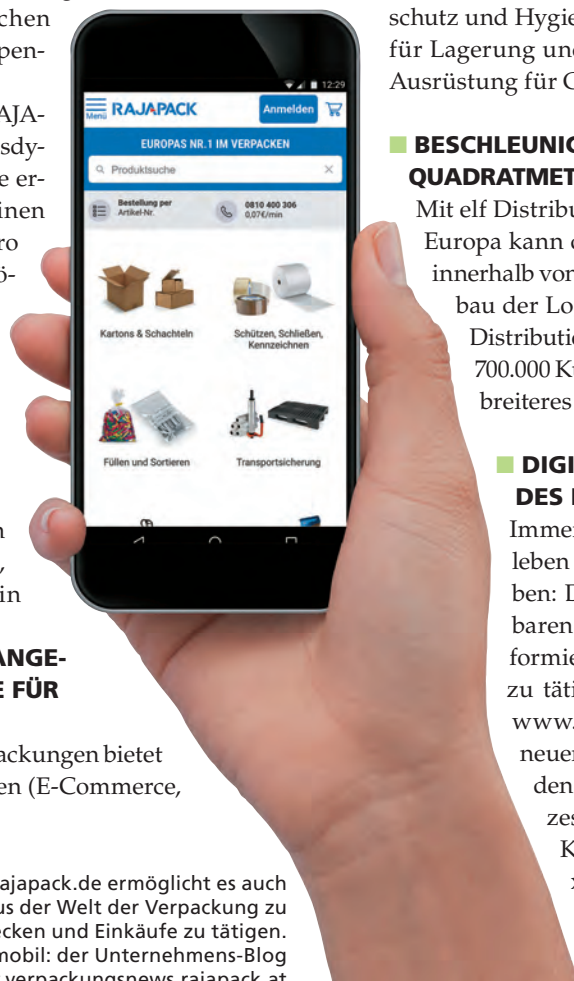 chen
pen-
AJA-
sdy-
e er-
inen
ro
ö-
n
,
in
ANGE-
E FÜR
ackungen bietet
en (E-Commerce,
ajapack.de ermöglicht es auch
us der Welt der Verpackung zu
ecken und Einkäufe zu tätigen.
mobil: der Unternehmens-Blog
verpackungsnews.rajapack.at
12:29
Menü RAJAPACK Anmelden
EUROPAS NR.1 IM VERPACKEN
Produktsuche
Bestellung per
Artikel-Nr.
0810 400 306
0,07€/min
Kartons & Schachteln
Schützen, Schließen,
Kennzeichnen
Füllen und Sortieren
Transportsicherung
schutz und Hygie
für Lagerung und
Ausrüstung für
BESCHLEUNIG
QUADRATMET
Mit elf Distribu
Europa kann
innerhalb von
bau der Lo
Distributi
700.000 K
breiteres
DIGI
DES
Imme
leben
ben: D
baren
formie
zu täti
www.
neuer
den
zes
K